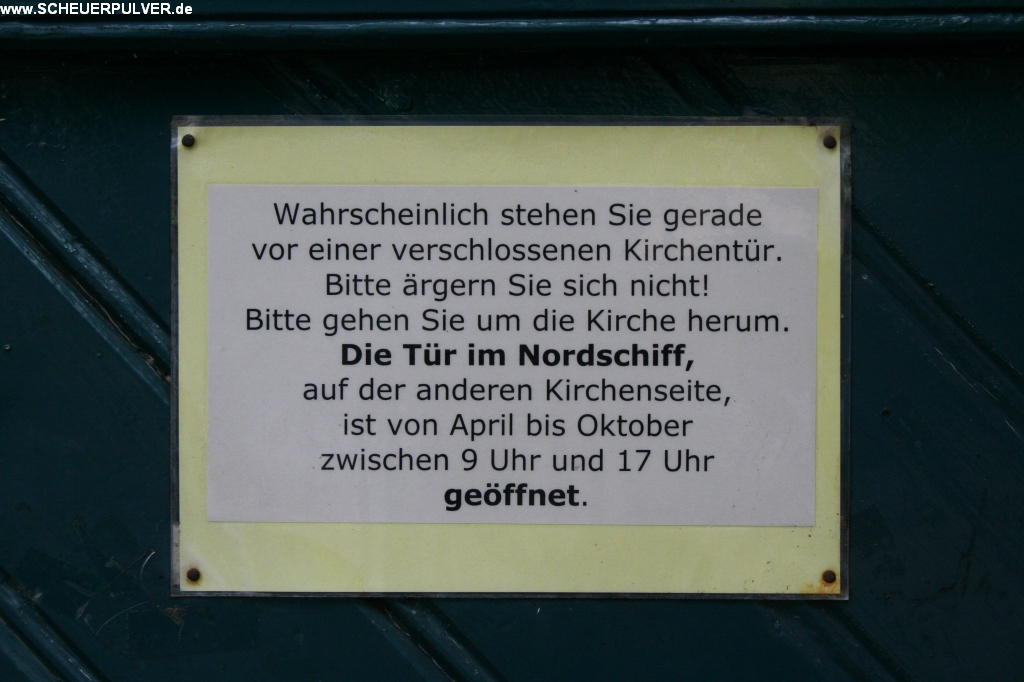 www.SCHEUERPULVER.de
Wahrscheinlich stehen Sie gerade
vor einer verschlossenen Kirchentür.
Bitte ärgern Sie sich nicht!
Bitte gehen Sie um die Kirche herum.
Die Tür im Nordschiff,
auf der anderen Kirchenseite,
ist von April bis Oktober
zwischen 9 Uhr und 17 Uhr
geöffnet.